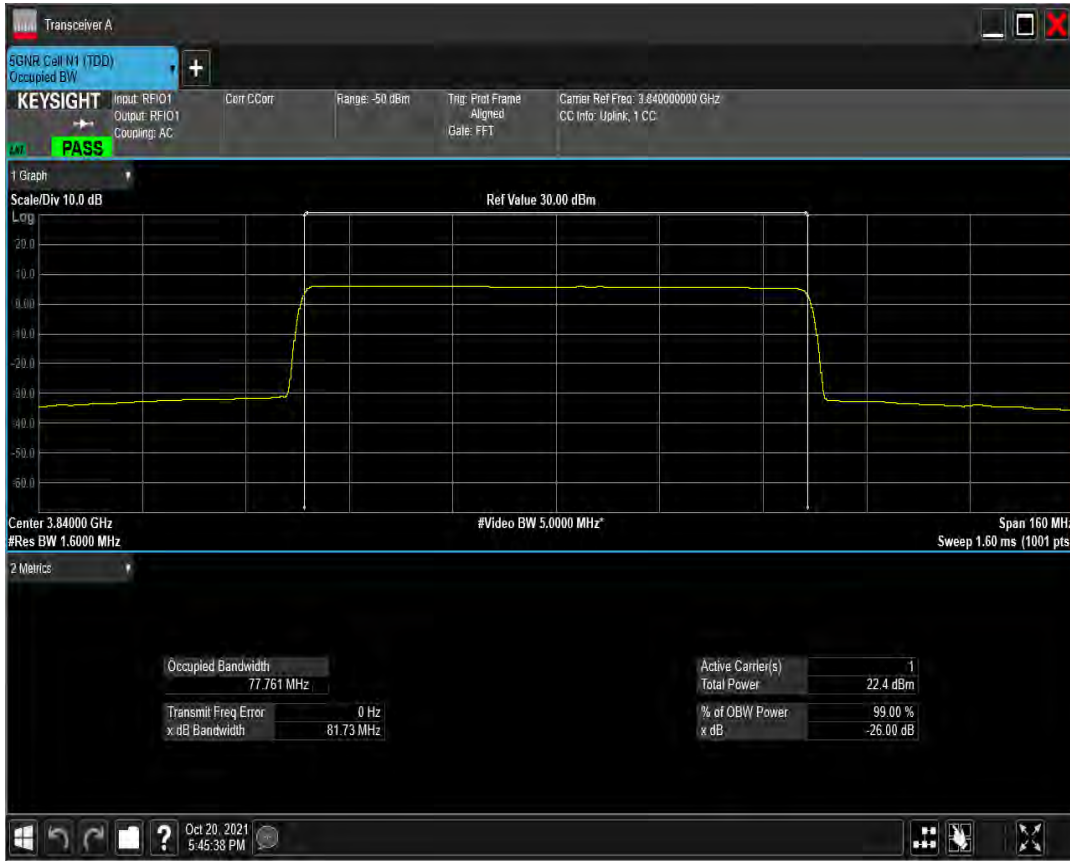 Transceiver A
5GNR Cell N1 (TDD)
Occupied BW
+
KEYSIGHT
Input: RFIO1
Output: RFIO1
Coupling: AC
Corr CCorr
Range: -50 dBm
Trig: Prot Frame
Aligned
Gate: FFT
Carrier Ref Freq: 3.840000000 GHz
CC Info: Uplink, 1 CC
PASS
1 Graph
Scale/Div 10.0 dB
Ref Value 30.00 dBm
Log
20.0
10.0
0.00
-10.0
-20.0
-30.0
-40.0
-50.0
-60.0
Center 3.84000 GHz
#Video BW 5.0000 MHz*
Span 160 MHz
#Res BW 1.6000 MHz
Sweep 1.60 ms (1001 pts
2 Metrics
Occupied Bandwidth
77.761 MHz
Transmit Freq Error 0 Hz
x dB Bandwidth 81.73 MHz
Active Carrier(s) 1
Total Power 22.4 dBm
% of OBW Power 99.00 %
x dB -26.00 dB
?
Oct 20, 2021
5:45:38 PM